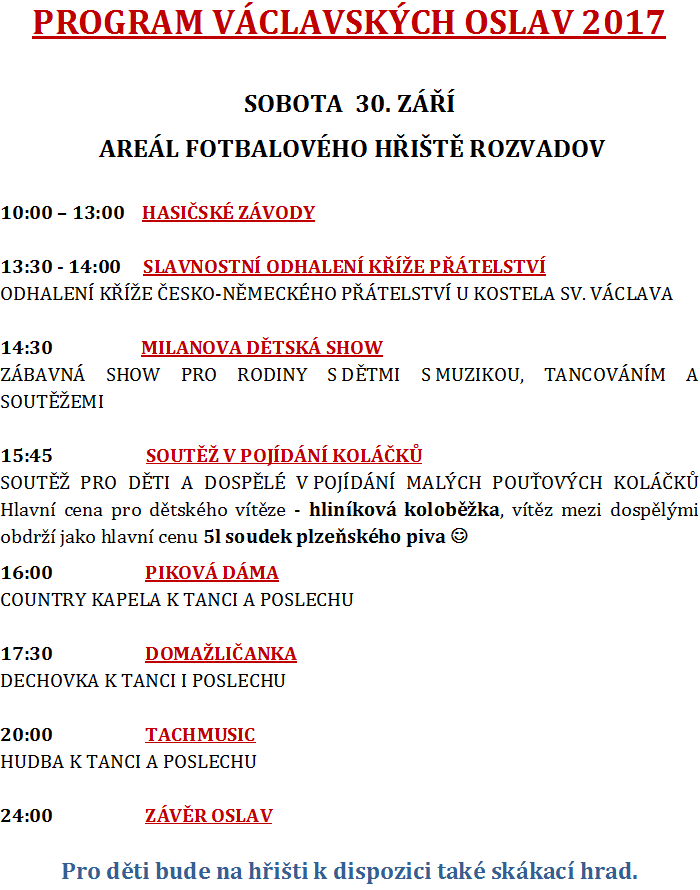 PROGRAM VÁCLAVSKÝCH OSLAV 2017
SOBOTA 30. ZÁŘÍ
AREÁL FOTBALOVÉHO HŘIŠTĚ ROZVADOV
10:00 – 13:00 HASIČSKÉ ZÁVODY
13:30 - 14:00 SLAVNOSTNÍ ODHALENÍ KŘÍŽE PŘÁTELSTVÍ
ODHALENÍ KŘÍŽE ČESKO-NĚMECKÉHO PŘÁTELSTVÍ U KOSTELA SV. VÁCLAVA
14:30 MILANOVA DĚTSKÁ SHOW
ZÁBAVNÁ SHOW PRO RODINY S DĚTMI S MUZIKOU, TANCOVÁNÍM A
SOUTĚŽEMI
15:45 SOUTĚŽ V POJÍDÁNÍ KOLÁČKŮ
SOUTĚŽ PRO DĚTI A DOSPĚLÉ V POJÍDÁNÍ MALÝCH POUŤOVÝCH KOLÁČKŮ
Hlavní cena pro dětského vítěze - hliníková koloběžka, vítěz mezi dospělými
obdrží jako hlavní cenu 5l soudek plzeňského piva ☺
16:00 PIKOVÁ DÁMA
COUNTRY KAPELA K TANCI A POSLECHU
17:30 DOMAŽLIČANKA
DECHOVKA K TANCI I POSLECHU
20:00 TACHMUSIC
HUDBA K TANCI A POSLECHU
24:00 ZÁVĚR OSLAV
Pro děti bude na hřišti k dispozici také skákací hrad.